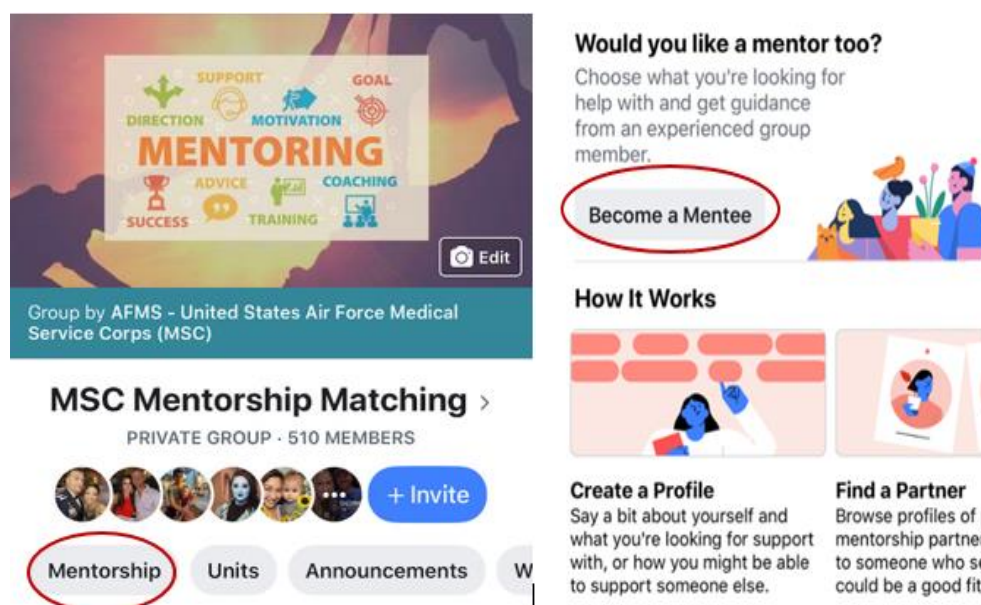 SUPPORT
GOAL
DIRECTION
MOTIVATION
MENTORING
ADVICE
COACHING
SUCCESS
TRAINING
Edit
Group by AFMS - United States Air Force Medical
Service Corps (MSC)
MSC Mentorship Matching >
PRIVATE GROUP · 510 MEMBERS
+ Invite
Mentorship
Units
Announcements
W
Would you like a mentor too?
Choose what you're looking for
help with and get guidance
from an experienced group
member.
Become a Mentee
How It Works
Create a Profile
Say a bit about yourself and
what you're looking for support
with, or how you might be able
to support someone else.
Find a Partner
Browse profiles of
mentorship partne
to someone who se
could be a good fit